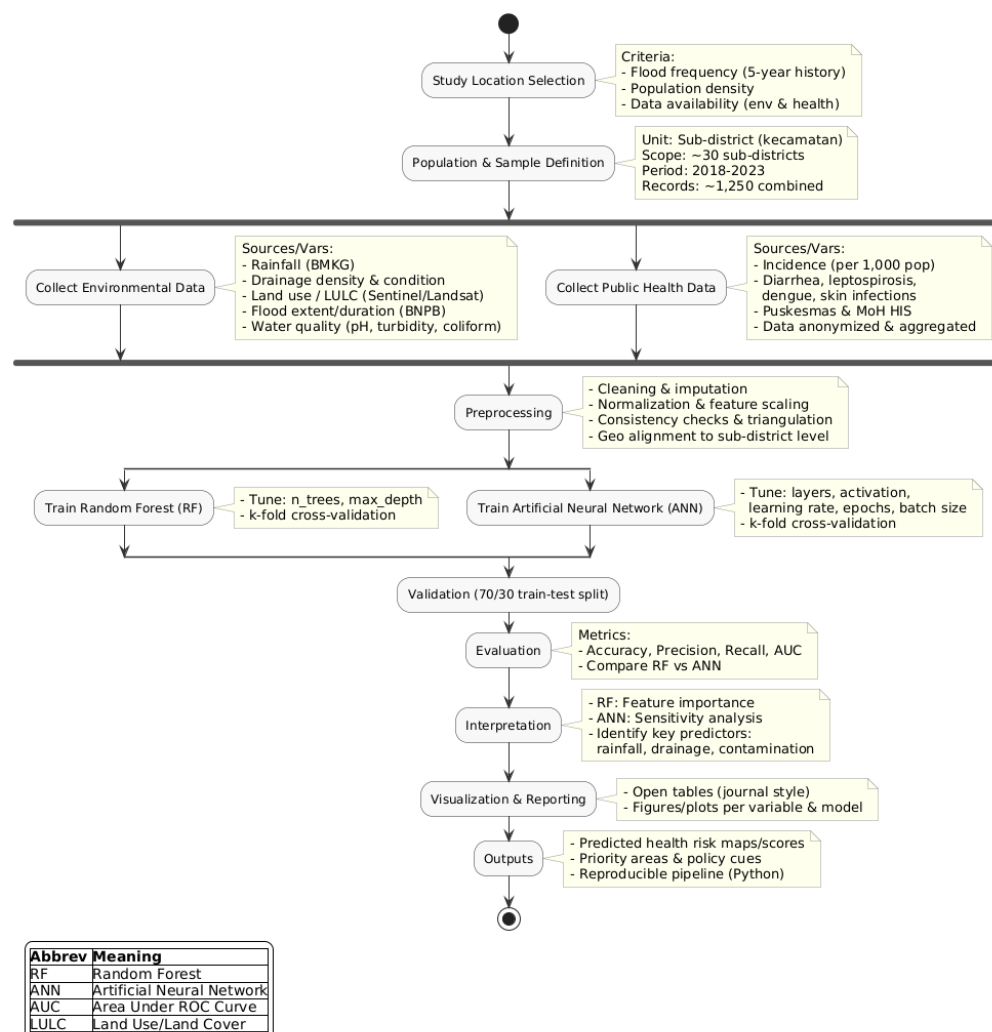 Study Location Selection
Criteria:
- Flood frequency (5-year history)
- Population density
- Data availability (env & health)
Population & Sample Definition
Unit: Sub-district (kecamatan)
Scope: ~30 sub-districts
Period: 2018-2023
Records: ~1,250 combined
Collect Environmental Data
Sources/Vars:
- Rainfall (BMKG)
- Drainage density & condition
- Land use / LULC (Sentinel/Landsat)
- Flood extent/duration (BNPB)
- Water quality (pH, turbidity, coliform)
Collect Public Health Data
Sources/Vars:
- Incidence (per 1,000 pop)
- Diarrhea, leptospirosis,
dengue, skin infections
- Puskesmas & MoH HIS
- Data anonymized & aggregated
Preprocessing
- Cleaning & imputation
- Normalization & feature scaling
- Consistency checks & triangulation
- Geo alignment to sub-district level
Train Random Forest (RF)
- Tune: n_trees, max_depth
- k-fold cross-validation
Train Artificial Neural Network (ANN)
- Tune: layers, activation,
learning rate, epochs, batch size
- k-fold cross-validation
Validation (70/30 train-test split)
Evaluation
Metrics:
- Accuracy, Precision, Recall, AUC
- Compare RF vs ANN
Interpretation
- RF: Feature importance
- ANN: Sensitivity analysis
- Identify key predictors:
rainfall, drainage, contamination
Visualization & Reporting
- Open tables (journal style)
- Figures/plots per variable & model
Outputs
- Predicted health risk maps/scores
- Priority areas & policy cues
- Reproducible pipeline (Python)
Abbrev Meaning
RF Random Forest
ANN Artificial Neural Network
AUC Area Under ROC Curve
LULC Land Use/Land Cover